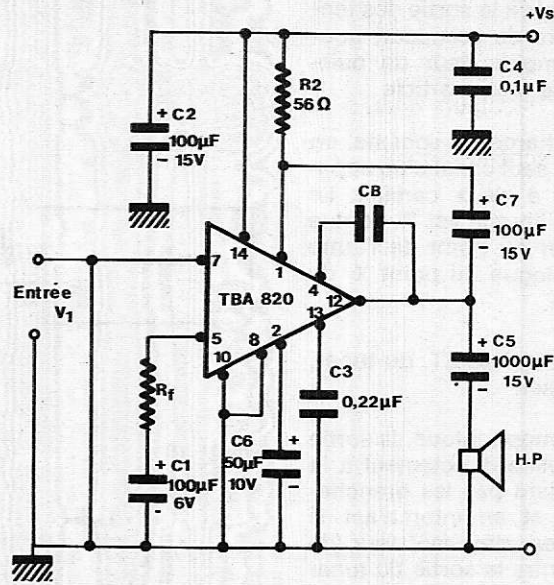 +Vs
R2
56Ω
C4
0,1µF
+ C2
100µF
- 15V
CB
+ C7
100µF
- 15V
14
1
4
7
TBA 820
12
Entrée
V1
5
10
8
2
13
Rf
C3
0,22µF
+ C5
1000µF
- 15V
C6
50µF
10V
+
-
+ C1
100µF
- 6V
H.P